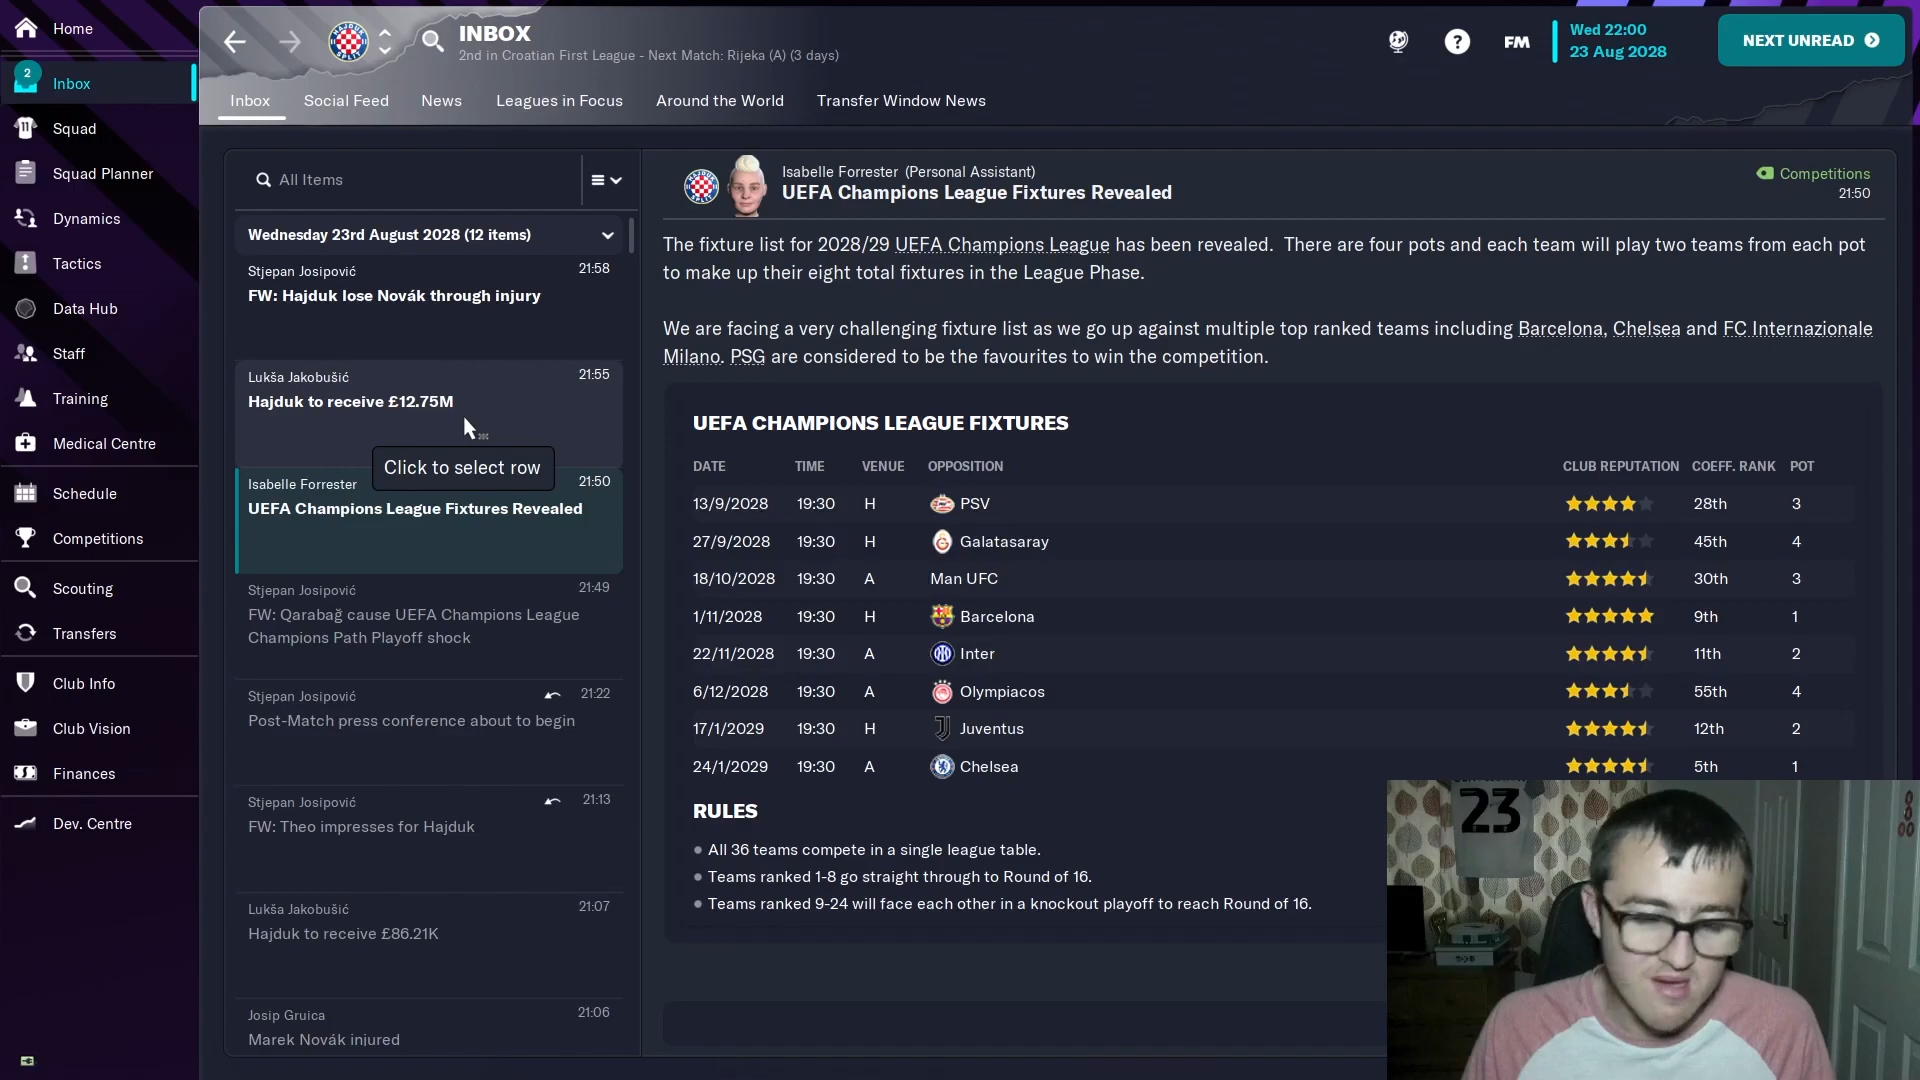 Home
2
Inbox
Squad
Squad Planner
Dynamics
Tactics
Data Hub
Staff
Training
Medical Centre
Schedule
Competitions
Scouting
Transfers
Club Info
Club Vision
Finances
Dev. Centre
INBOX
2nd in Croatian First League - Next Match: Rijeka (A) (3 days)
FM
Wed 22:00
23 Aug 2028
NEXT UNREAD
Inbox Social Feed News Leagues in Focus Around the World Transfer Window News
All Items
Wednesday 23rd August 2028 (12 items)
Stjepan Josipović 21:58
FW: Hajduk lose Novák through injury
Lukša Jakobušić 21:55
Hajduk to receive £12.75M
Click to select row
Isabelle Forrester 21:50
UEFA Champions League Fixtures Revealed
Stjepan Josipović 21:49
FW: Qarabağ cause UEFA Champions League
Champions Path Playoff shock
Stjepan Josipović 21:22
Post-Match press conference about to begin
Stjepan Josipović 21:13
FW: Theo impresses for Hajduk
Lukša Jakobušić 21:07
Hajduk to receive £86.21K
Josip Gruica 21:06
Marek Novák injured
Isabelle Forrester (Personal Assistant)
UEFA Champions League Fixtures Revealed
Competitions
21:50
The fixture list for 2028/29 UEFA Champions League has been revealed. There are four pots and each team will play two teams from each pot
to make up their eight total fixtures in the League Phase.
We are facing a very challenging fixture list as we go up against multiple top ranked teams including Barcelona, Chelsea and FC Internazionale
Milano. PSG are considered to be the favourites to win the competition.
UEFA CHAMPIONS LEAGUE FIXTURES
DATE TIME VENUE OPPOSITION CLUB REPUTATION COEFF. RANK POT
13/9/2028 19:30 H PSV 28th 3
27/9/2028 19:30 H Galatasaray 45th 4
18/10/2028 19:30 A Man UFC 30th 3
1/11/2028 19:30 H Barcelona 9th 1
22/11/2028 19:30 A Inter 11th 2
6/12/2028 19:30 A Olympiacos 55th 4
17/1/2029 19:30 H Juventus 12th 2
24/1/2029 19:30 A Chelsea 5th 1
RULES
All 36 teams compete in a single league table.
Teams ranked 1-8 go straight through to Round of 16.
Teams ranked 9-24 will face each other in a knockout playoff to reach Round of 16.
23